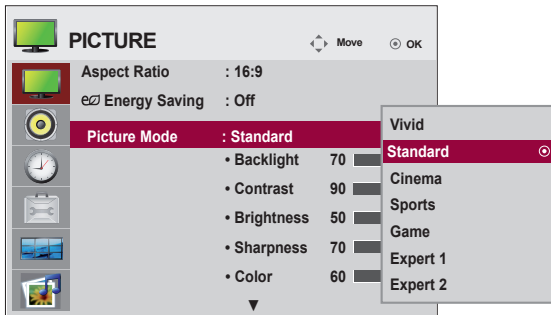 PICTURE
Move
OK
Aspect Ratio : 16:9
Energy Saving : Off
Picture Mode : Standard
• Backlight 70
• Contrast 90
• Brightness 50
• Sharpness 70
• Color 60
▼
Vivid
Standard
Cinema
Sports
Game
Expert 1
Expert 2